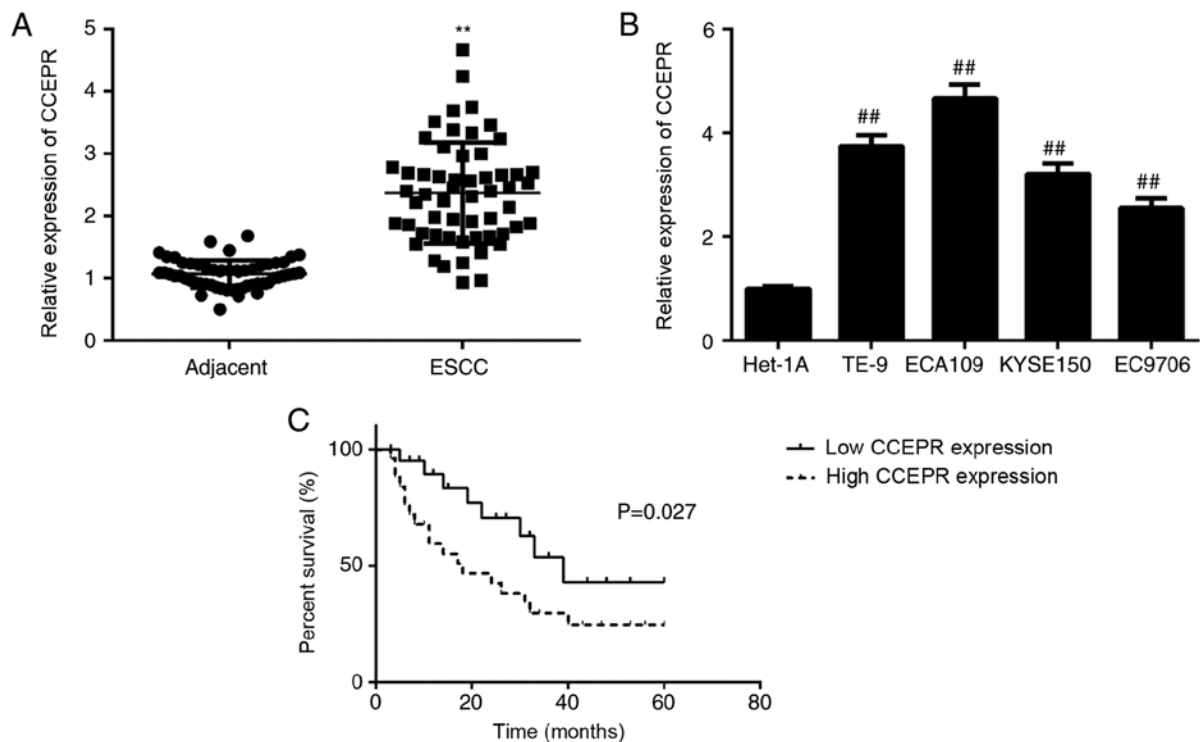 A
Relative expression of CCEPR
5
4
3
2
1
0
**
Adjacent
ESCC
B
Relative expression of CCEPR
6
4
2
0
##
##
##
##
Het-1A
TE-9
ECA109
KYSE150
EC9706
C
Percent survival (%)
100
50
0
0
20
40
60
80
Time (months)
P=0.027
Low CCEPR expression
High CCEPR expression